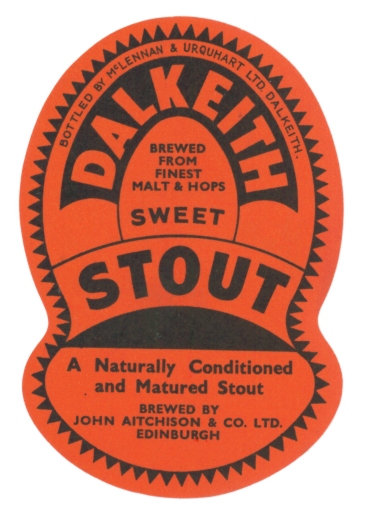 BOTTLED BY McLENNAN & URQUHART LTD. DALKEITH.
DALKEITH
BREWED
FROM
FINEST
MALT & HOPS
SWEET
STOUT
A Naturally Conditioned
and Matured Stout
BREWED BY
JOHN AITCHISON & CO. LTD.
EDINBURGH